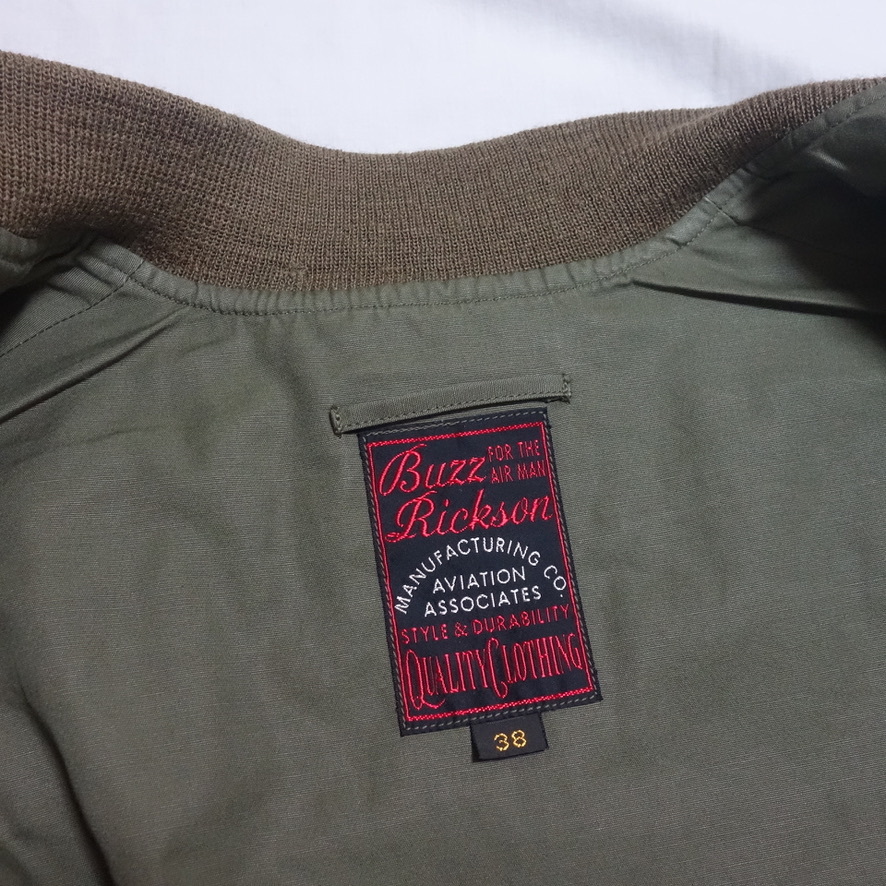 Buzz FOR THE
AIR MAN
Rickson
MANUFACTURING CO.
AVIATION
ASSOCIATES
STYLE & DURABILITY
QUALITY CLOTHING
38